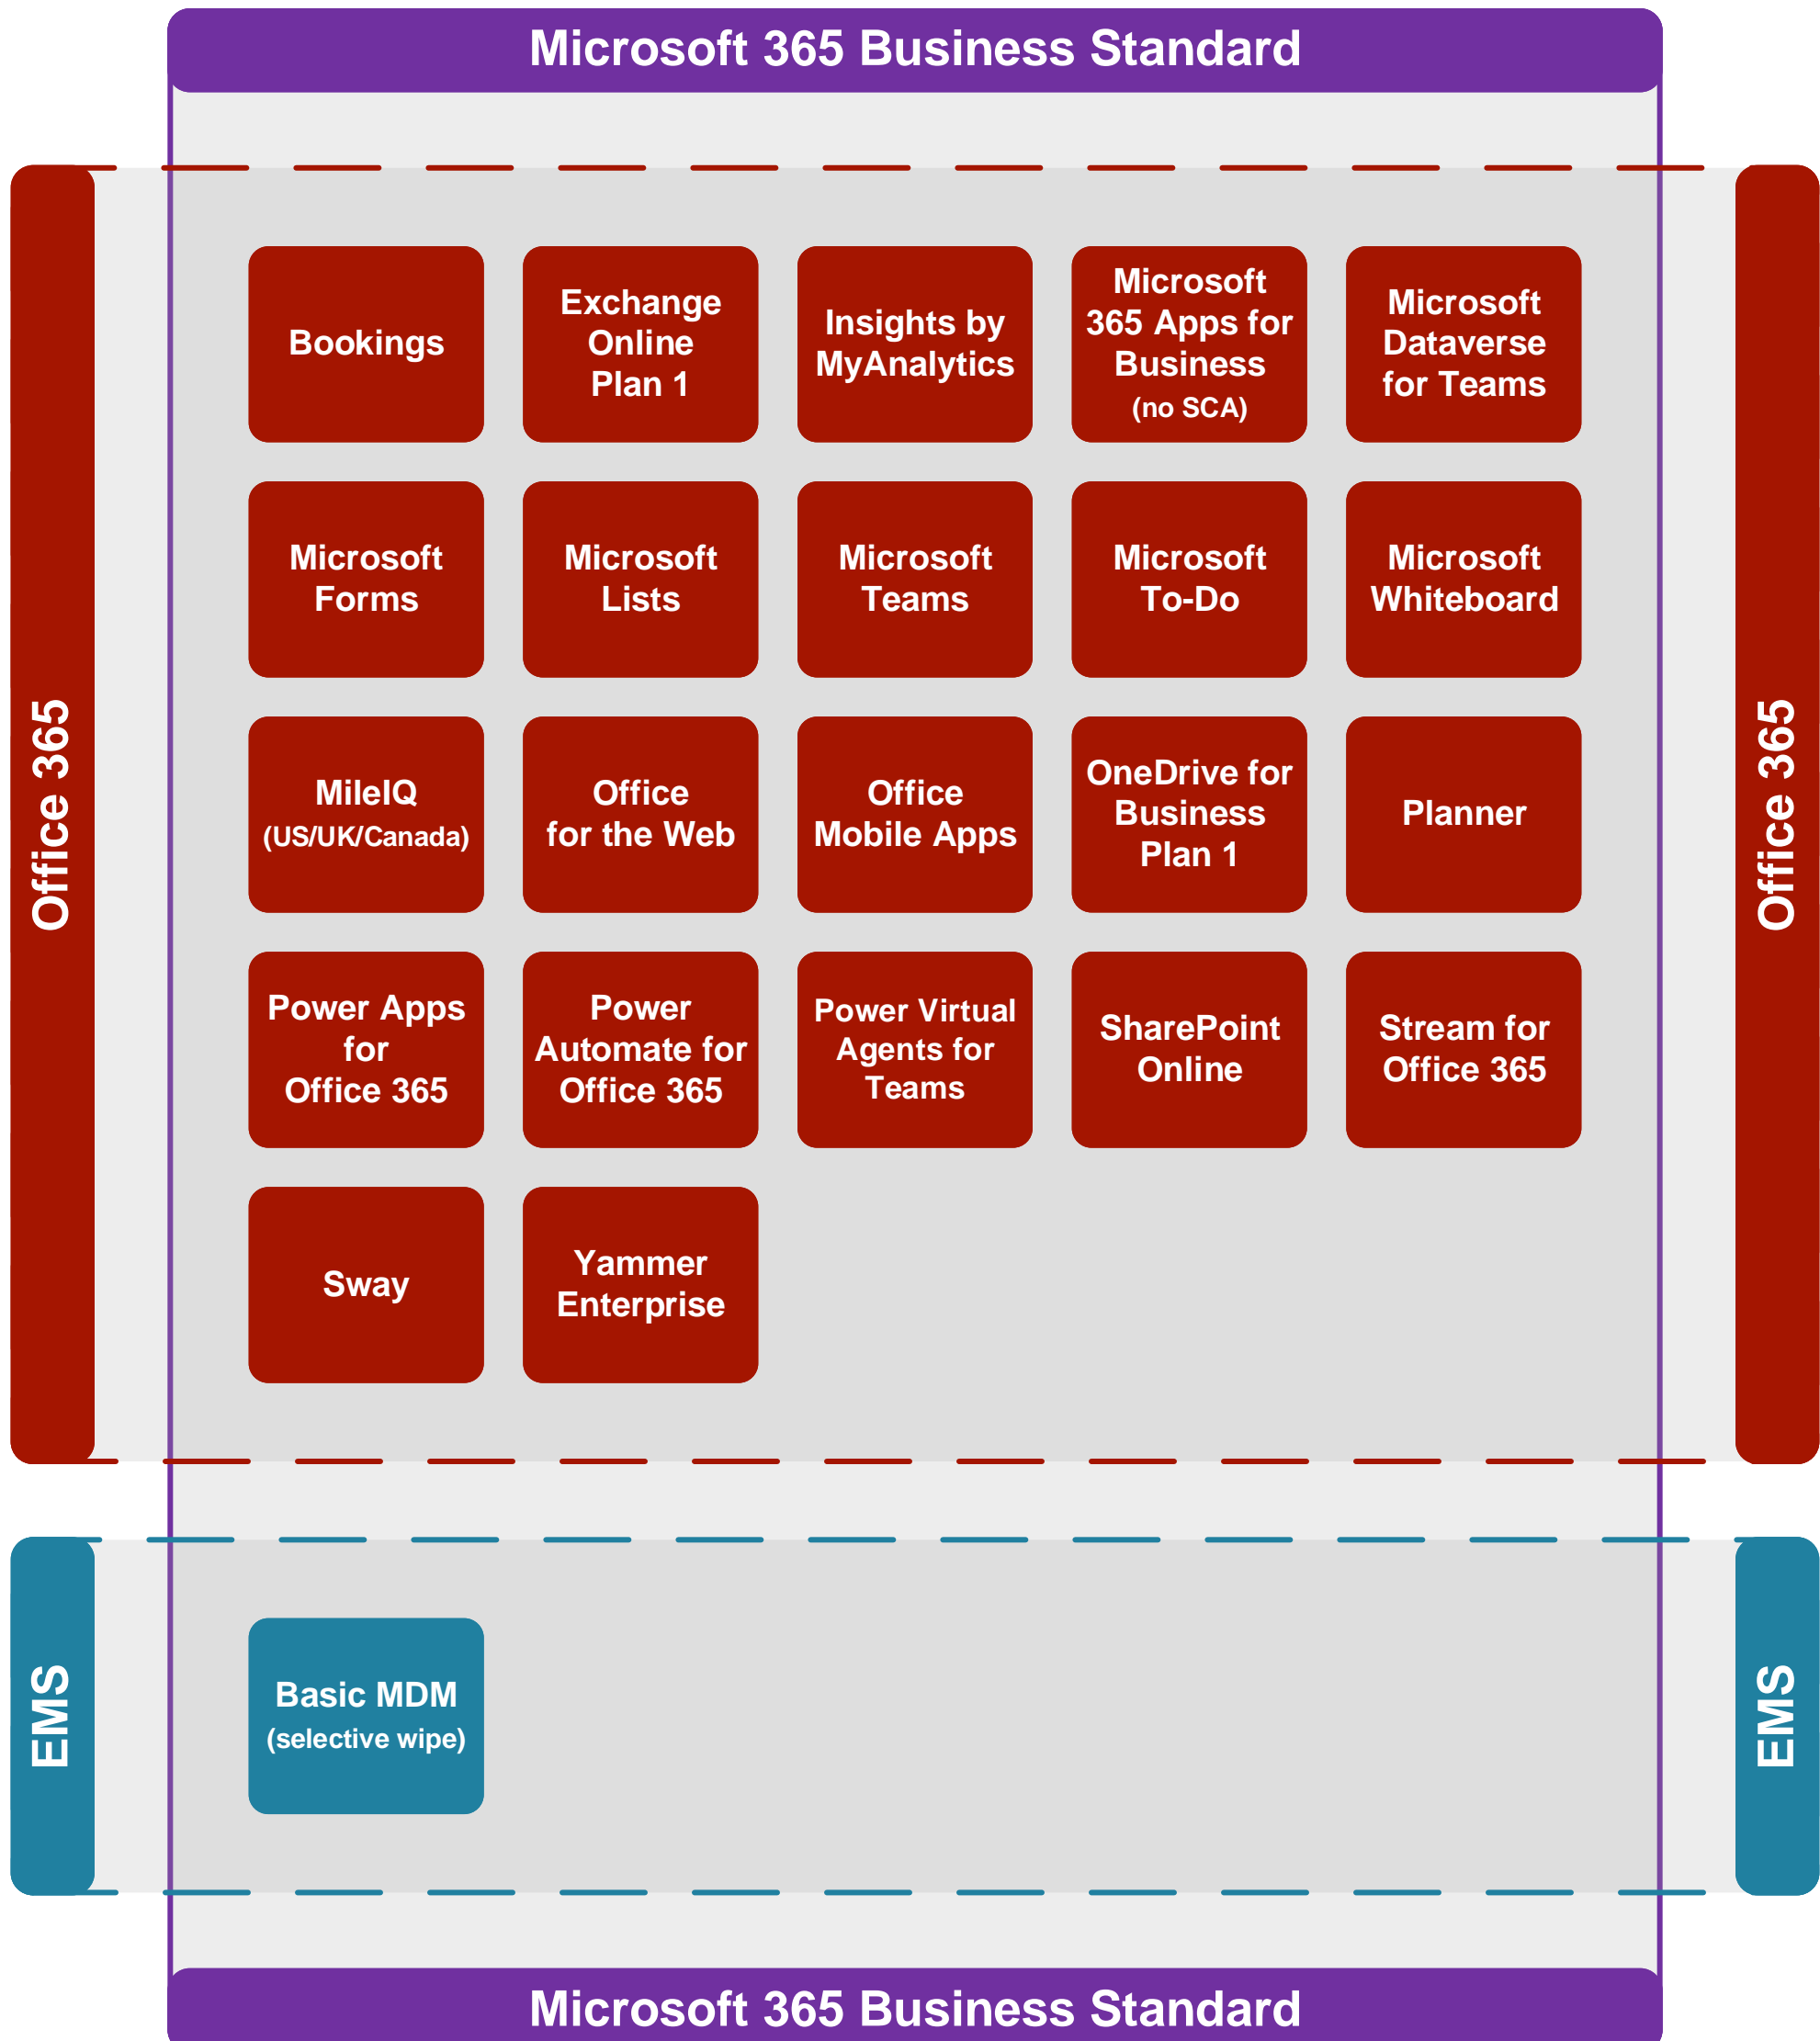 Microsoft 365 Business Standard
Office 365
Office 365
Bookings
Exchange
Online
Plan 1
Insights by
MyAnalytics
Microsoft
365 Apps for
Business
(no SCA)
Microsoft
Dataverse
for Teams
Microsoft
Forms
Microsoft
Lists
Microsoft
Teams
Microsoft
To-Do
Microsoft
Whiteboard
MileIQ
(US/UK/Canada)
Office
for the Web
Office
Mobile Apps
OneDrive for
Business
Plan 1
Planner
Power Apps
for
Office 365
Power
Automate for
Office 365
Power Virtual
Agents for
Teams
SharePoint
Online
Stream for
Office 365
Sway
Yammer
Enterprise
EMS
EMS
Basic MDM
(selective wipe)
Microsoft 365 Business Standard